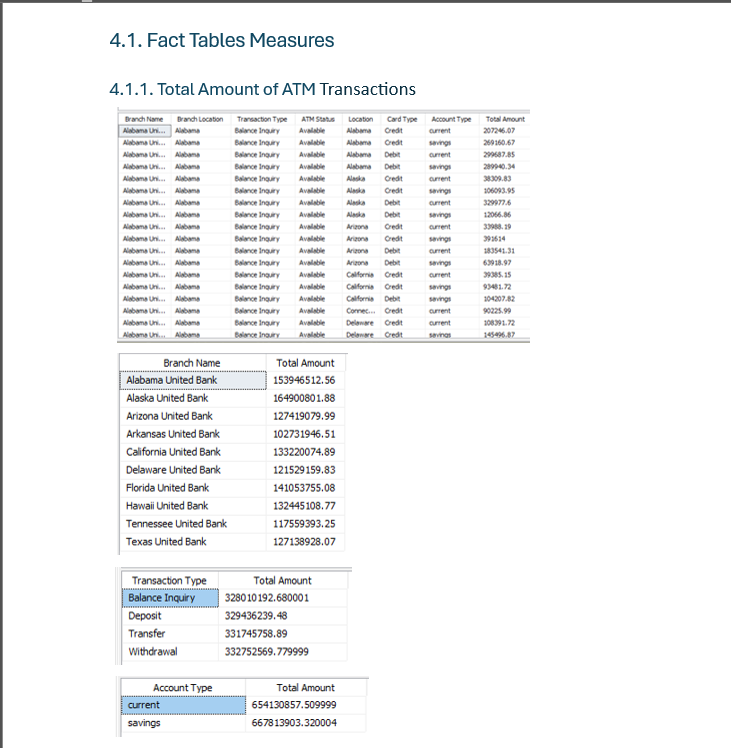 4.1. Fact Tables Measures
4.1.1. Total Amount of ATM Transactions
Branch Name Branch Location Transaction Type ATM Status Location Card Type Account Type Total Amount
Alabama Uni... Alabama Balance Inquiry Available Alabama Credit current 207246.07
Alabama Uni... Alabama Balance Inquiry Available Alabama Credit savings 269160.67
Alabama Uni... Alabama Balance Inquiry Available Alabama Debit current 299687.85
Alabama Uni... Alabama Balance Inquiry Available Alabama Debit savings 289940.34
Alabama Uni... Alabama Balance Inquiry Available Alaska Credit current 38309.83
Alabama Uni... Alabama Balance Inquiry Available Alaska Credit savings 106093.95
Alabama Uni... Alabama Balance Inquiry Available Alaska Debit current 329977.6
Alabama Uni... Alabama Balance Inquiry Available Alaska Debit savings 12066.86
Alabama Uni... Alabama Balance Inquiry Available Arizona Credit current 33988.19
Alabama Uni... Alabama Balance Inquiry Available Arizona Credit savings 391614
Alabama Uni... Alabama Balance Inquiry Available Arizona Debit current 183541.31
Alabama Uni... Alabama Balance Inquiry Available Arizona Debit savings 63918.97
Alabama Uni... Alabama Balance Inquiry Available California Credit current 39385.15
Alabama Uni... Alabama Balance Inquiry Available California Credit savings 93481.72
Alabama Uni... Alabama Balance Inquiry Available California Debit savings 104207.82
Alabama Uni... Alabama Balance Inquiry Available Connec... Credit current 90225.99
Alabama Uni... Alabama Balance Inquiry Available Delaware Credit current 108391.72
Alabama Uni... Alabama Balance Inquiry Available Delaware Credit savings 145496.87
Branch Name Total Amount
Alabama United Bank 153946512.56
Alaska United Bank 164900801.88
Arizona United Bank 127419079.99
Arkansas United Bank 102731946.51
California United Bank 133220074.89
Delaware United Bank 121529159.83
Florida United Bank 141053755.08
Hawaii United Bank 132445108.77
Tennessee United Bank 117559393.25
Texas United Bank 127138928.07
Transaction Type Total Amount
Balance Inquiry 328010192.680001
Deposit 329436239.48
Transfer 331745758.89
Withdrawal 332752569.779999
Account Type Total Amount
current 654130857.509999
savings 667813903.320004